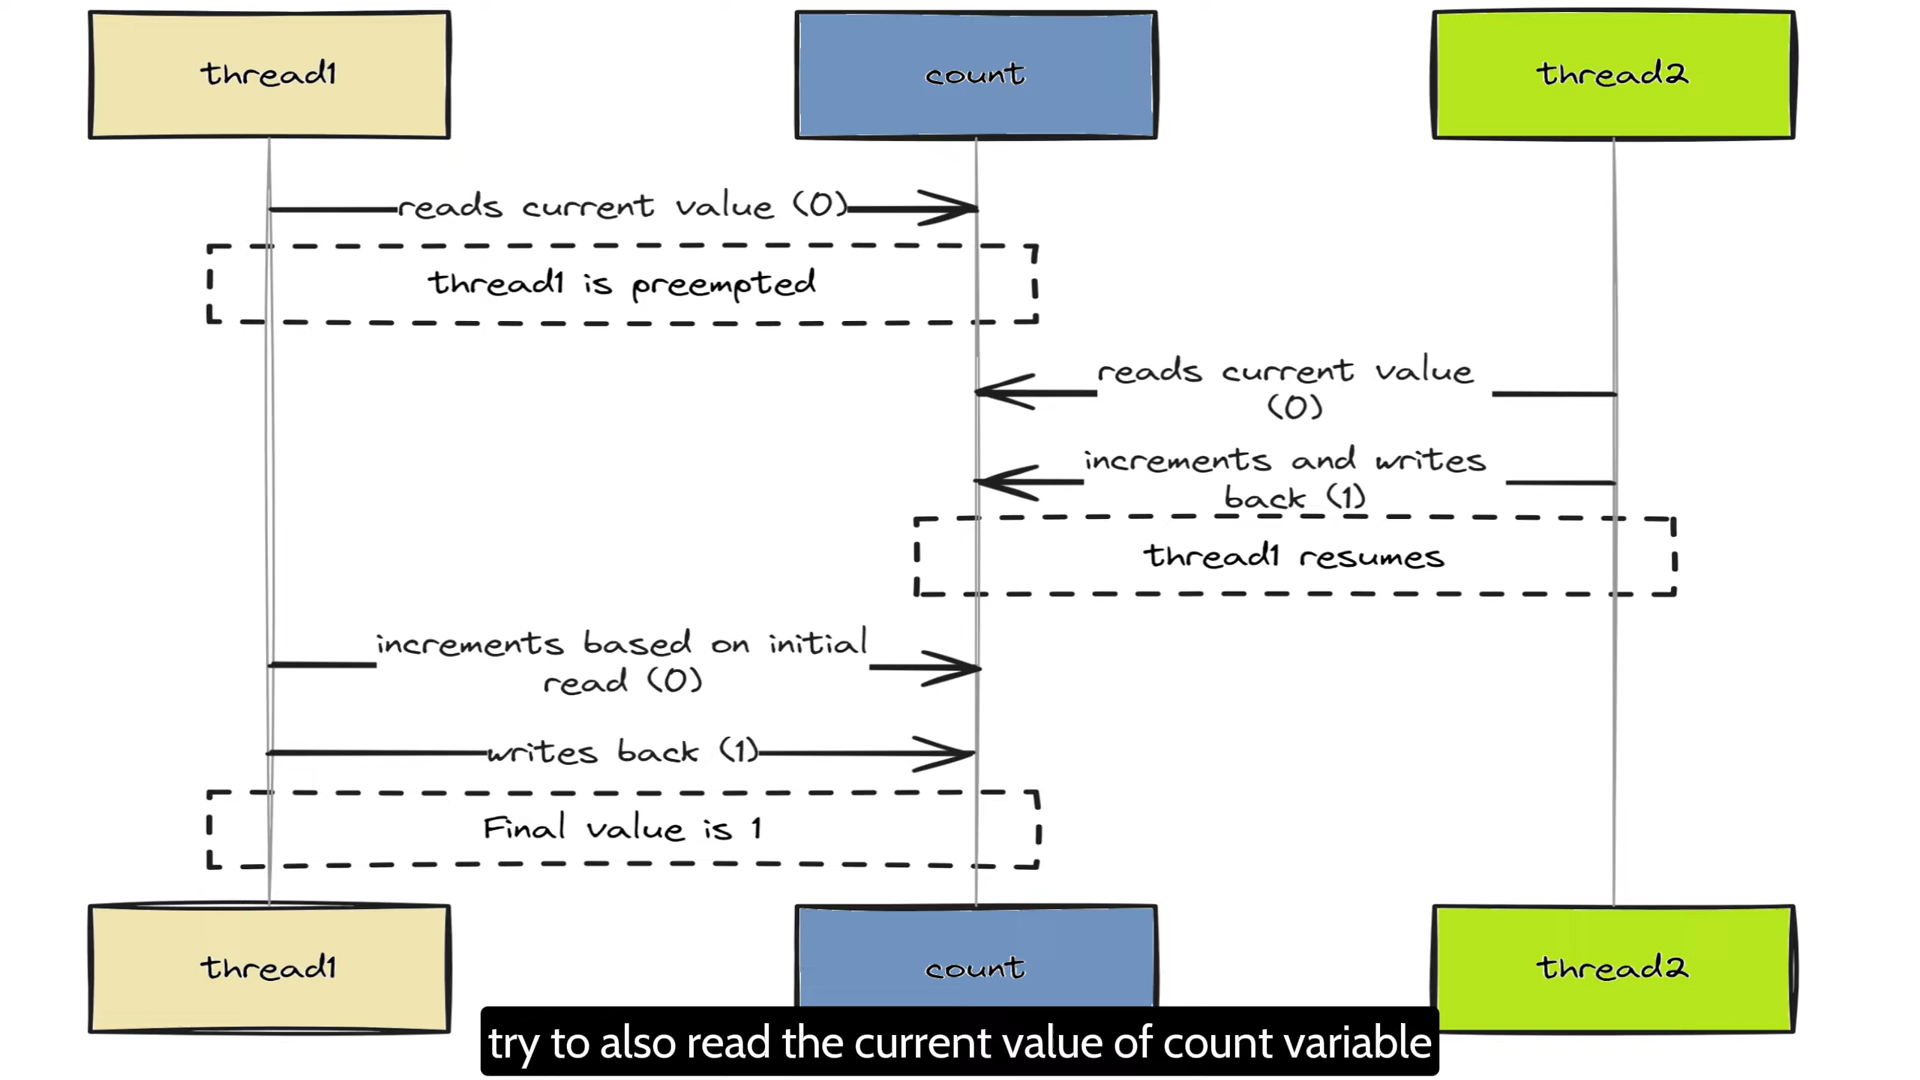 thread1
count
thread2
reads current value (0)
thread1 is preempted
reads current value
(0)
increments and writes
back (1)
thread1 resumes
increments based on initial
read (0)
writes back (1)
Final value is 1
thread1
count
thread2
try to also read the current value of count variable